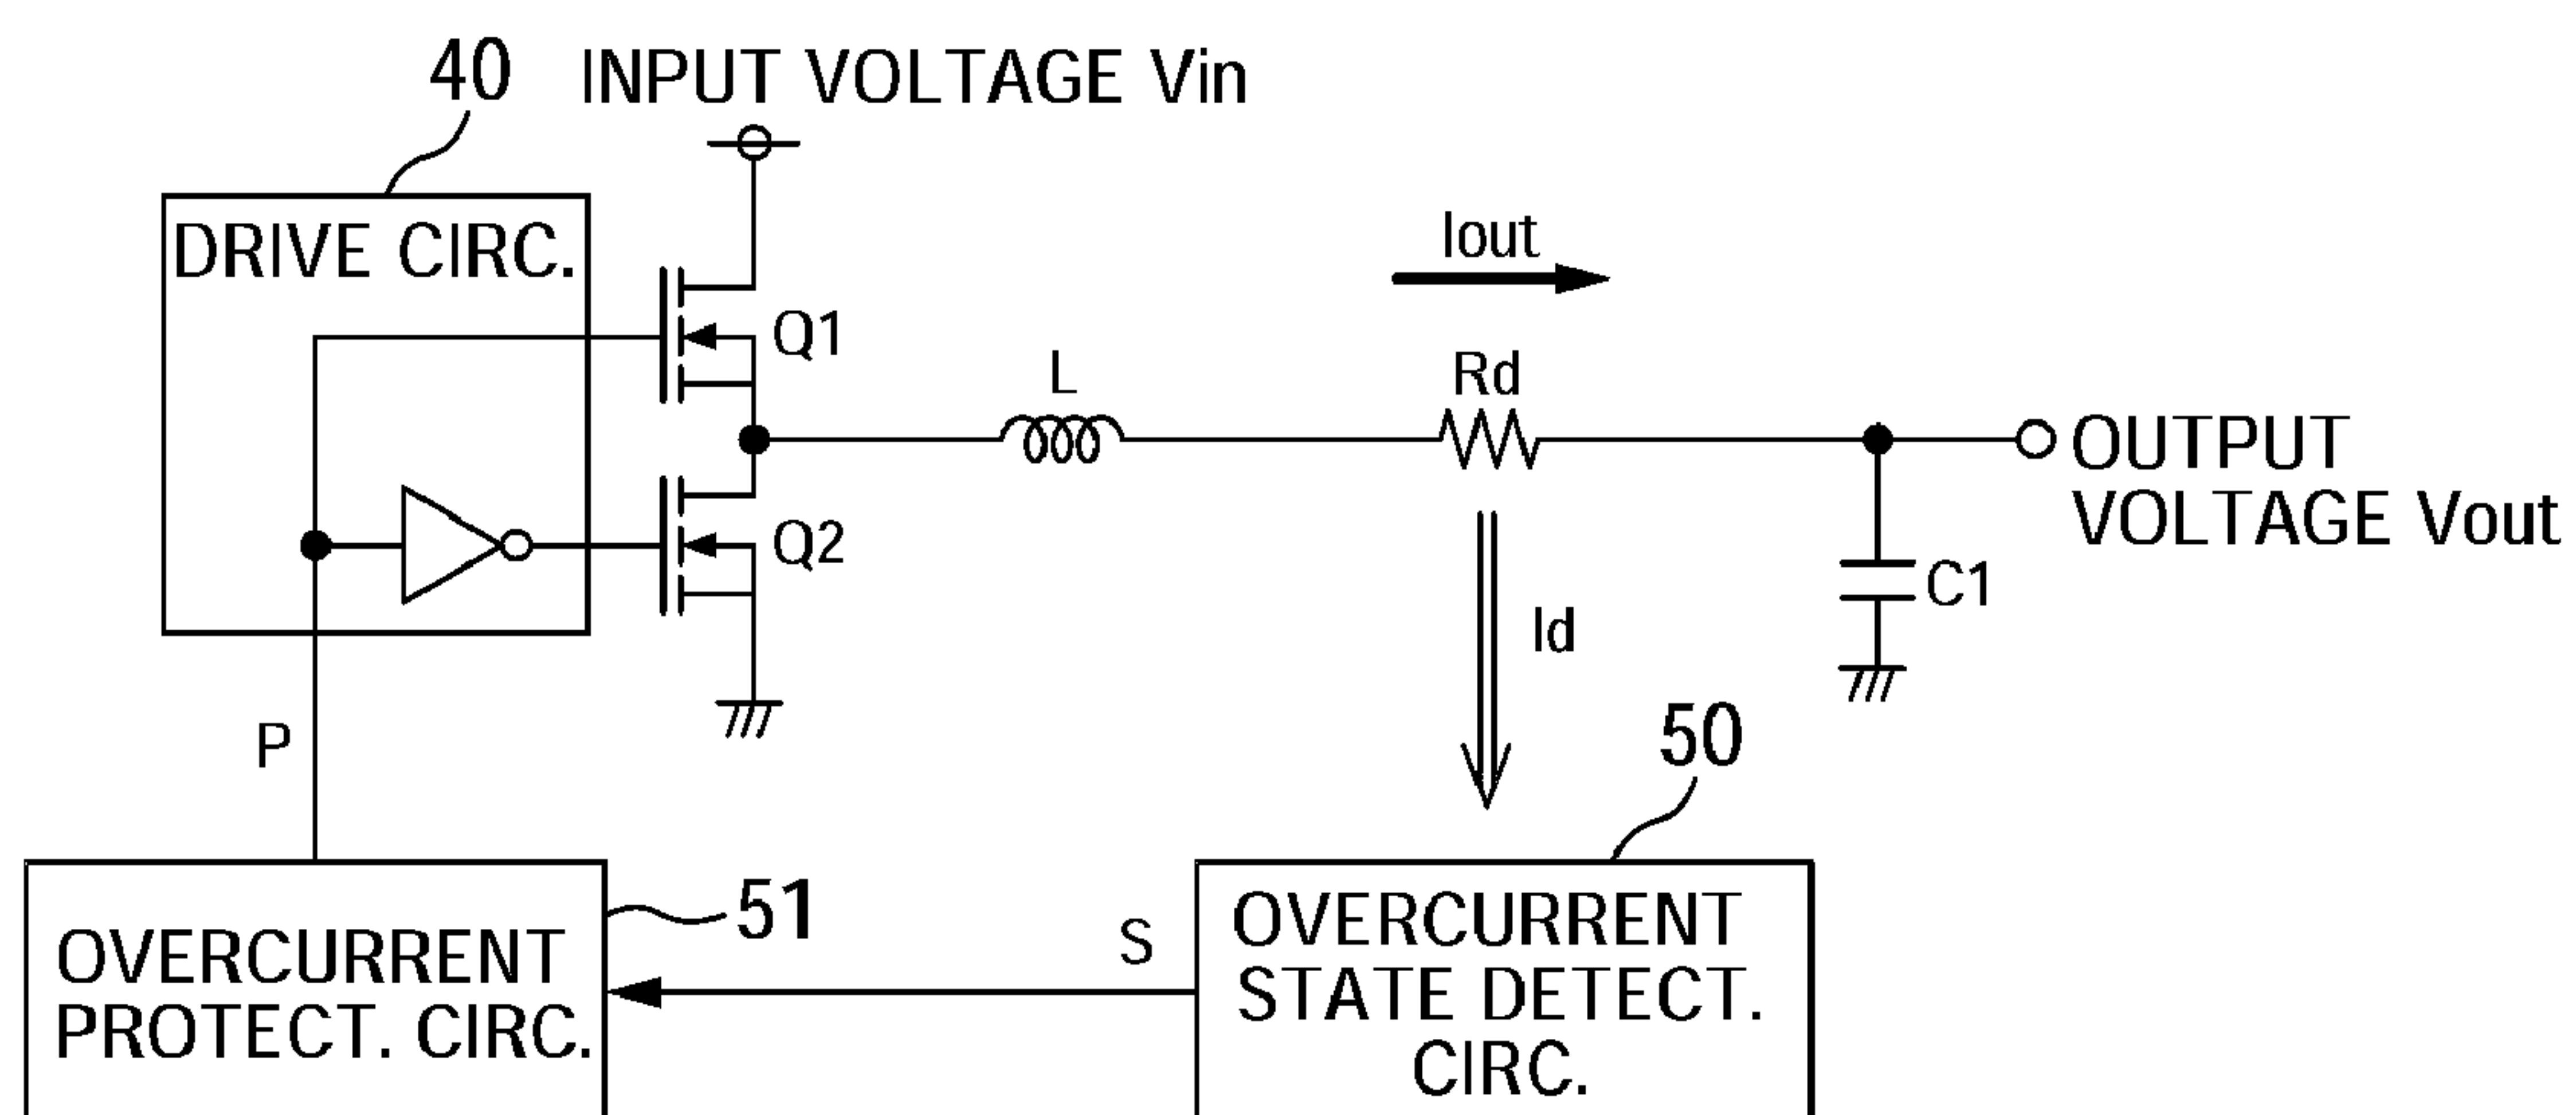 40
INPUT VOLTAGE Vin
DRIVE CIRC.
Iout
Q1
L
Rd
OUTPUT
VOLTAGE Vout
Q2
C1
Id
P
50
51
S
OVERCURRENT
PROTECT. CIRC.
OVERCURRENT
STATE DETECT.
CIRC.